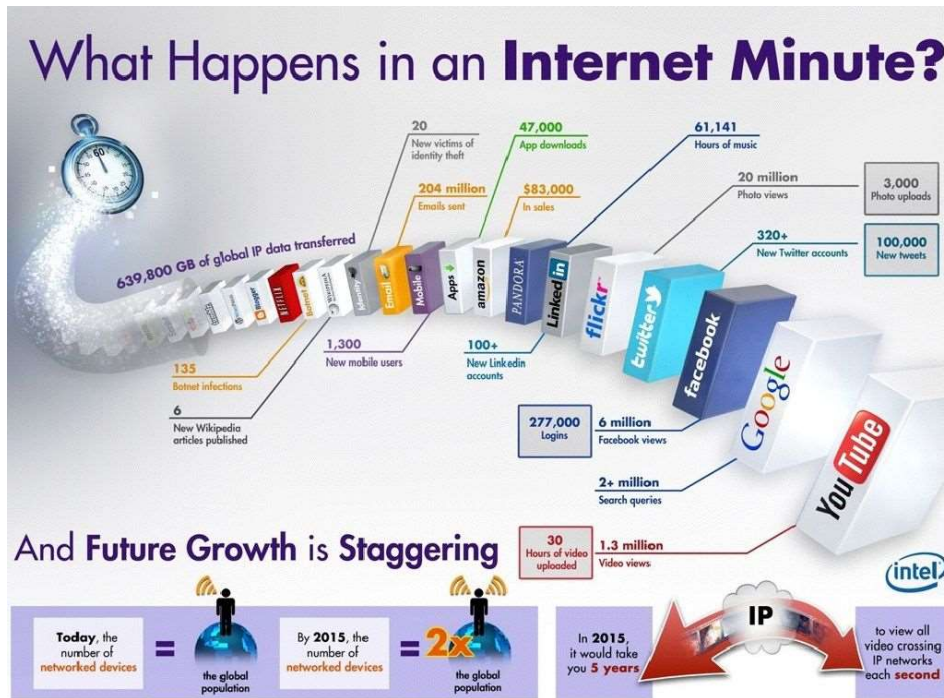 What Happens in an Internet Minute?
60
20
New victims of
identity theft
47,000
App downloads
61,141
Hours of music
204 million
Emails sent
$83,000
In sales
20 million
Photo views
3,000
Photo uploads
320+
New Twitter accounts
100,000
New tweets
639,800 GB of global IP data transferred
Blogger
NETFLIX
Botnet
Identity
Email
Mobile
Apps
amazon
PANDORA
Linked in
flickr
twitter
facebook
Google
YouTube
135
Botnet infections
6
New Wikipedia
articles published
1,300
New mobile users
100+
New Linkedin
accounts
277,000
Logins
6 million
Facebook views
2+ million
Search queries
30
Hours of video
uploaded
1.3 million
Video views
And Future Growth is Staggering
intel
Today, the
number of
networked devices
=
the global
population
By 2015, the
number of
networked devices
=
2x
the global
population
In 2015,
it would take
you 5 years
IP
to view all
video crossing
IP networks
each second